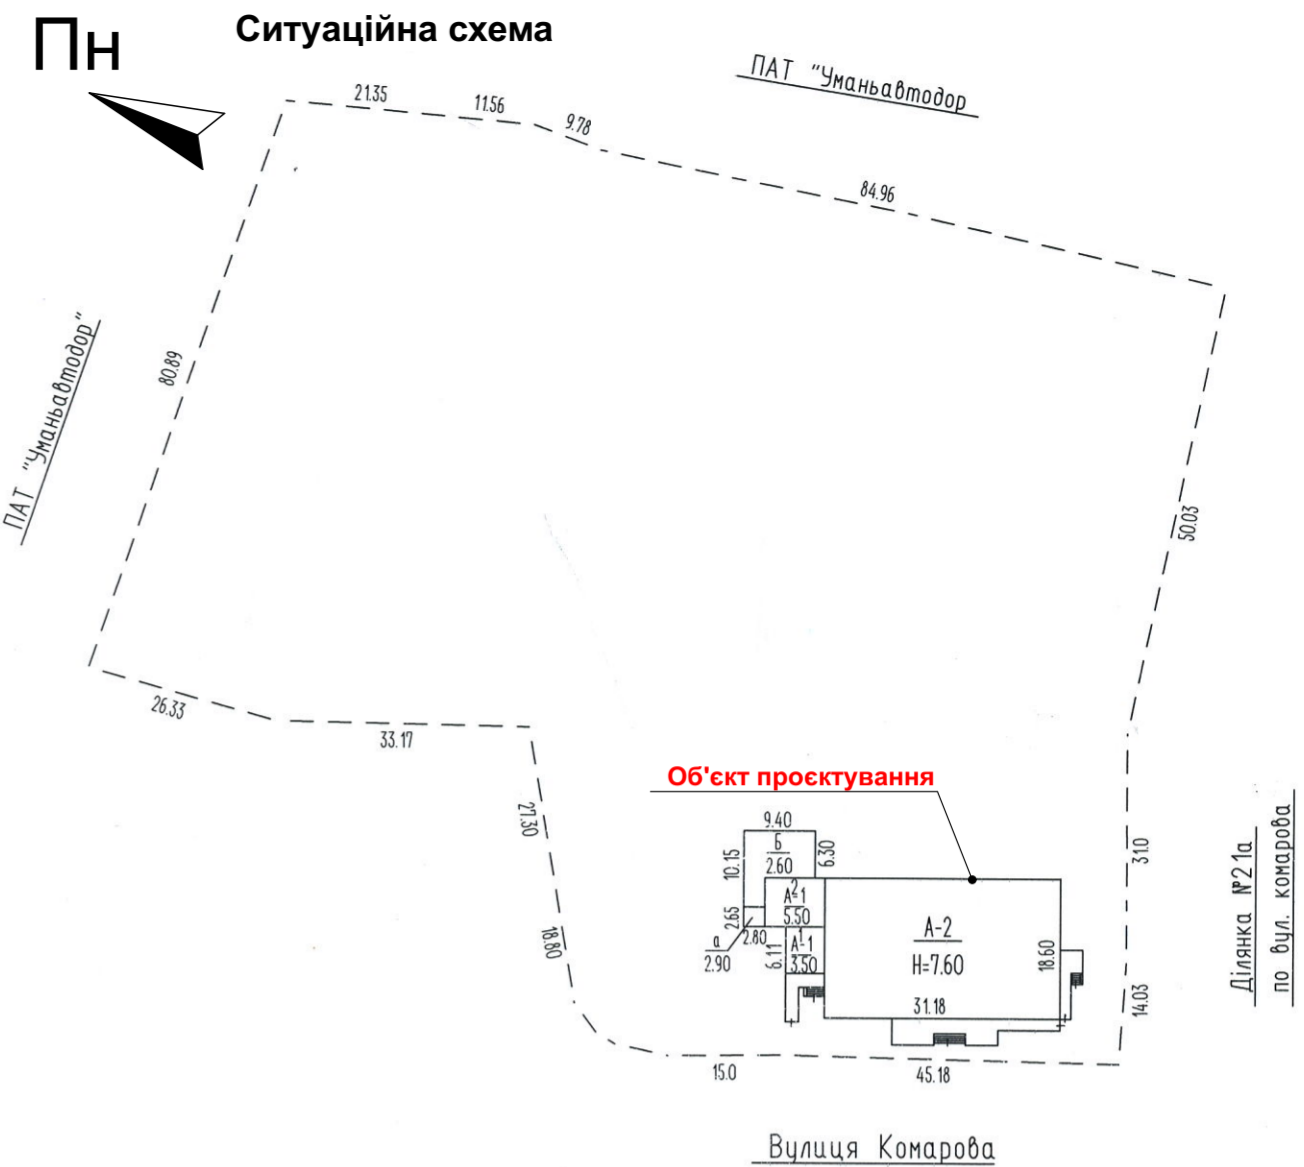 Пн
Ситуаційна схема
ПАТ "Уманьавтодор
21.35
11.56
9.78
84.96
80.89
ПАТ "Уманьавтодор"
50.03
26.33
33.17
27.30
18.80
Об'єкт проєктування
9.40
Б
2.60
6.30
10.15
А²-1
5.50
2.65
2.80
а
2.90
6.11
А¹-1
3.50
А-2
Н=7.60
18.60
31.18
31.0
14.03
Ділянка №21а
по вул. комарова
15.0
45.18
Вулиця Комарова